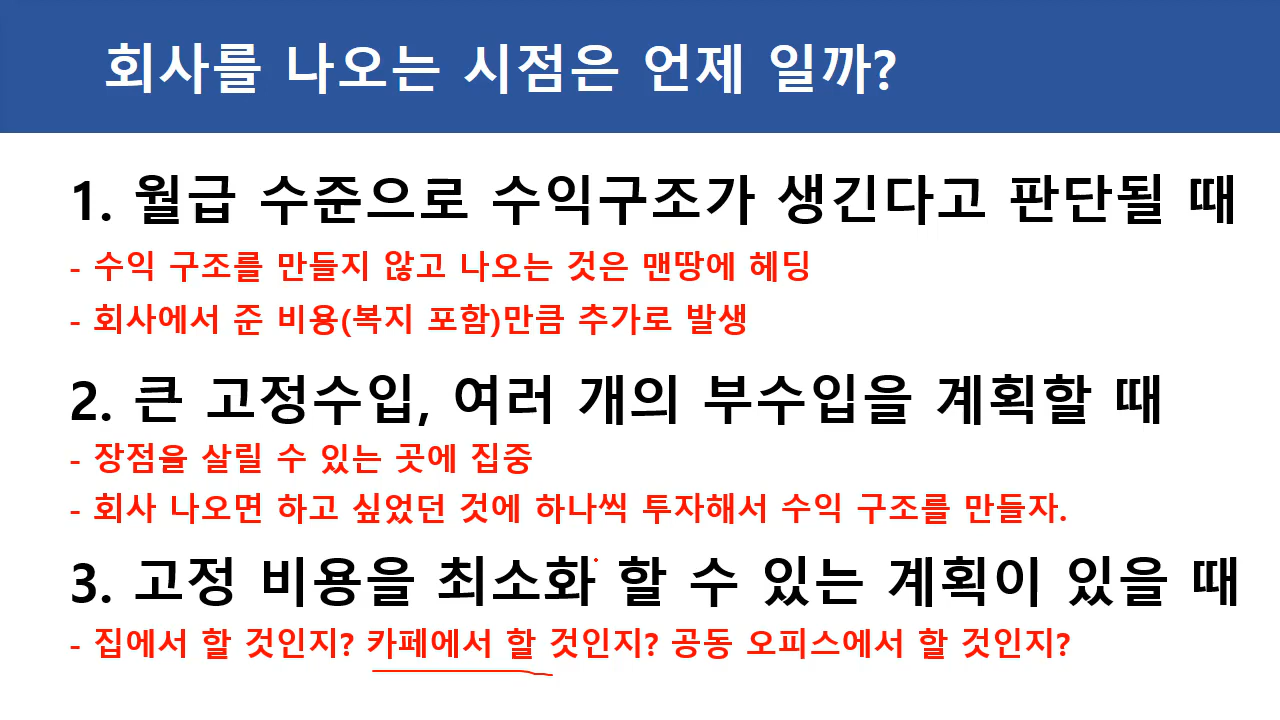 회사를 나오는 시점은 언제 일까?
1. 월급 수준으로 수익구조가 생긴다고 판단될 때
- 수익 구조를 만들지 않고 나오는 것은 맨땅에 헤딩
- 회사에서 준 비용(복지 포함)만큼 추가로 발생
2. 큰 고정수입, 여러 개의 부수입을 계획할 때
- 장점을 살릴 수 있는 곳에 집중
- 회사 나오면 하고 싶었던 것에 하나씩 투자해서 수익 구조를 만들자.
3. 고정 비용을 최소화 할 수 있는 계획이 있을 때
- 집에서 할 것인지? 카페에서 할 것인지? 공동 오피스에서 할 것인지?